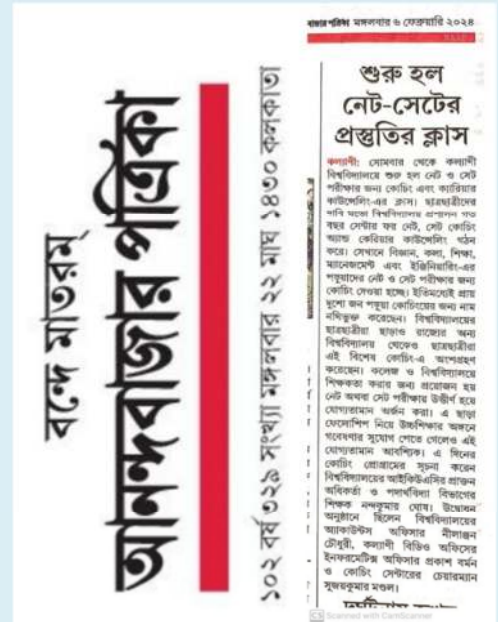 বন্দে মাতরম্
আনন্দবাজার পত্রিকা
১০২ বর্ষ ৩২৯ সংখ্যা মঙ্গলবার ২২ মাঘ ১৪৩০ কলকাতা
বাজার পত্রিকা মঙ্গলবার ৬ ফেব্রুয়ারি ২০২৪
শুরু হল
নেট-সেটের
প্রস্তুতির ক্লাস
কল্যাণী: সোমবার থেকে কল্যাণী
বিশ্ববিদ্যালয়ে শুরু হল নেট ও সেট
পরীক্ষার জন্য কোচিং এবং ক্যারিয়ার
কাউন্সেলিং-এর ক্লাস। ছাত্রছাত্রীদের
দাবি মতো বিশ্ববিদ্যালয় প্রশাসন গত
বছর সেন্টার ফর নেট, সেট কোচিং
অ্যান্ড কেরিয়ার কাউন্সেলিং গঠন
করে। সেখানে বিজ্ঞান, কলা, শিক্ষা,
ম্যানেজমেন্ট এবং ইঞ্জিনিয়ারিং-এর
পড়ুয়াদের নেট ও সেট পরীক্ষার জন্য
কোচিং দেওয়া হচ্ছে। ইতিমধ্যেই প্রায়
দুশো জন পড়ুয়া কোচিংয়ের জন্য নাম
নথিভুক্ত করেছেন। বিশ্ববিদ্যালয়ের
ছাত্রছাত্রীরা ছাড়াও রাজ্যের অন্য
বিশ্ববিদ্যালয় থেকেও ছাত্রছাত্রীরা
এই বিশেষ কোচিং-এ অংশগ্রহণ
করেছেন। কলেজ ও বিশ্ববিদ্যালয়ে
শিক্ষকতা করার জন্য প্রয়োজন হয়
নেট অথবা সেট পরীক্ষায় উত্তীর্ণ হয়ে
যোগ্যতামান অর্জন করা। এ ছাড়া
ফেলোশিপ নিয়ে উচ্চশিক্ষার অঙ্গনে
গবেষণার সুযোগ পেতে গেলেও এই
যোগ্যতামান আবশ্যিক। এ দিনের
কোচিং প্রোগ্রামের সূচনা করেন
বিশ্ববিদ্যালয়ের আইকিউএসির প্রাক্তন
অধিকর্তা ও পদার্থবিদ্যা বিভাগের
শিক্ষক নন্দকুমার ঘোষ। উদ্বোধন
অনুষ্ঠানে ছিলেন বিশ্ববিদ্যালয়ের
অ্যাকাউন্টস অফিসার নীলাঞ্জন
চৌধুরী, কল্যাণী বিডিও অফিসের
ইনফরমেটিক্স অফিসার প্রকাশ বর্মন
ও কোচিং সেন্টারের চেয়ারম্যান
সুজয়কুমার মণ্ডল।
CS Scanned with CamScanner